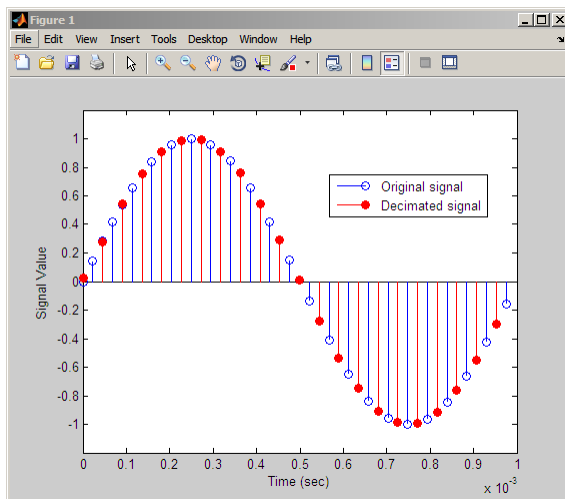 Figure 1
File Edit View Insert Tools Desktop Window Help
1
0.8
0.6
0.4
0.2
0
-0.2
-0.4
-0.6
-0.8
-1
Signal Value
Original signal
Decimated signal
0 0.1 0.2 0.3 0.4 0.5 0.6 0.7 0.8 0.9 1
Time (sec)
x 10^-3